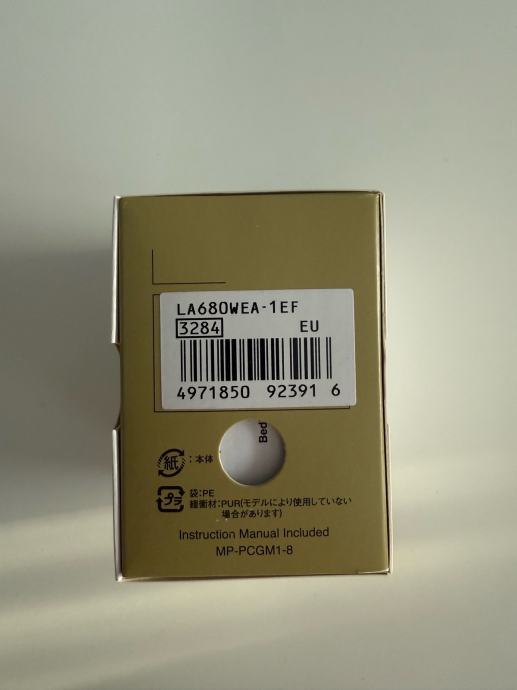 LA680WEA-1EF
3284 EU
4971850 92391 6
Bed
紙 :本体
プラ 袋:PE
緩衝材:PUR(モデルにより使用していない
場合があります)
Instruction Manual Included
MP-PCGM1-8